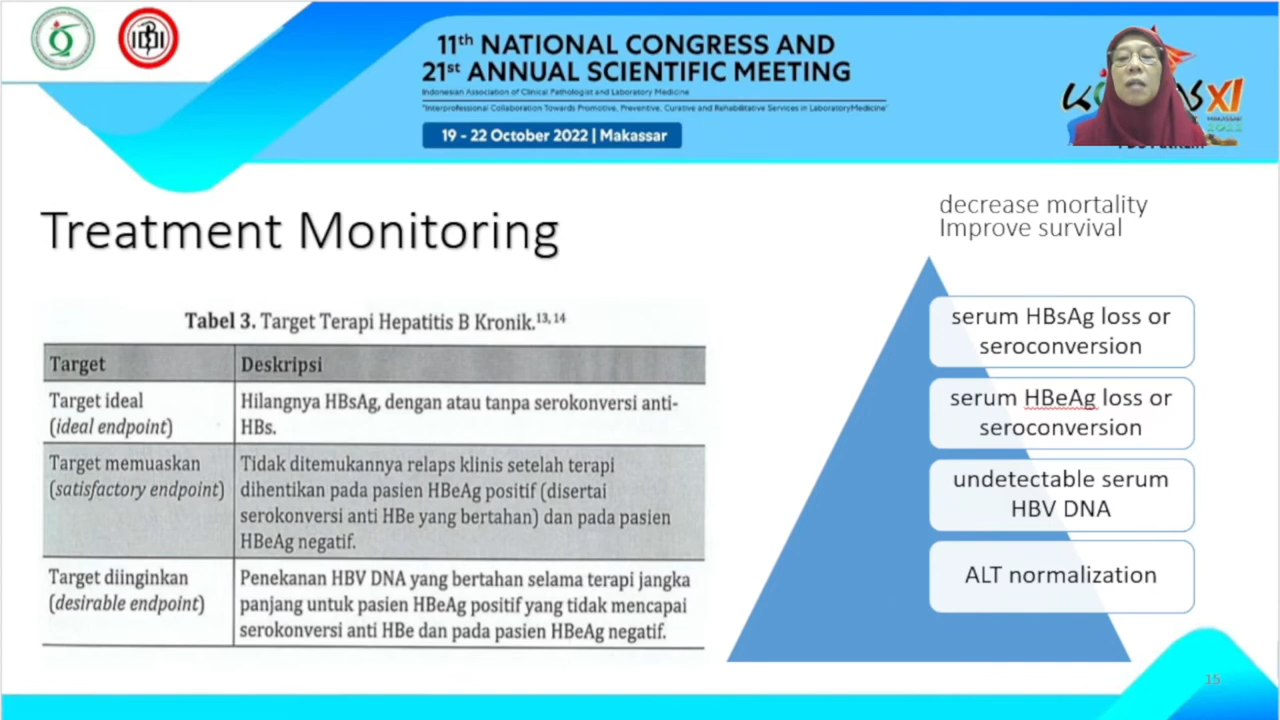 11th NATIONAL CONGRESS AND
21st ANNUAL SCIENTIFIC MEETING
Indonesian Association of Clinical Pathologist and Laboratory Medicine
"Interprofessional Collaboration Towards Promotive, Preventive, Curative and Rehabilitative Services in LaboratoryMedicine"
19 - 22 October 2022 | Makassar
XI
MAKASSAR
2022
Treatment Monitoring
Tabel 3. Target Terapi Hepatitis B Kronik.13, 14
Target Deskripsi
Target ideal
(ideal endpoint)
Hilangnya HBsAg, dengan atau tanpa serokonversi anti-
HBs.
Target memuaskan
(satisfactory endpoint)
Tidak ditemukannya relaps klinis setelah terapi
dihentikan pada pasien HBeAg positif (disertai
serokonversi anti HBe yang bertahan) dan pada pasien
HBeAg negatif.
Target diinginkan
(desirable endpoint)
Penekanan HBV DNA yang bertahan selama terapi jangka
panjang untuk pasien HBeAg positif yang tidak mencapai
serokonversi anti HBe dan pada pasien HBeAg negatif.
decrease mortality
Improve survival
serum HBsAg loss or
seroconversion
serum HBeAg loss or
seroconversion
undetectable serum
HBV DNA
ALT normalization
15